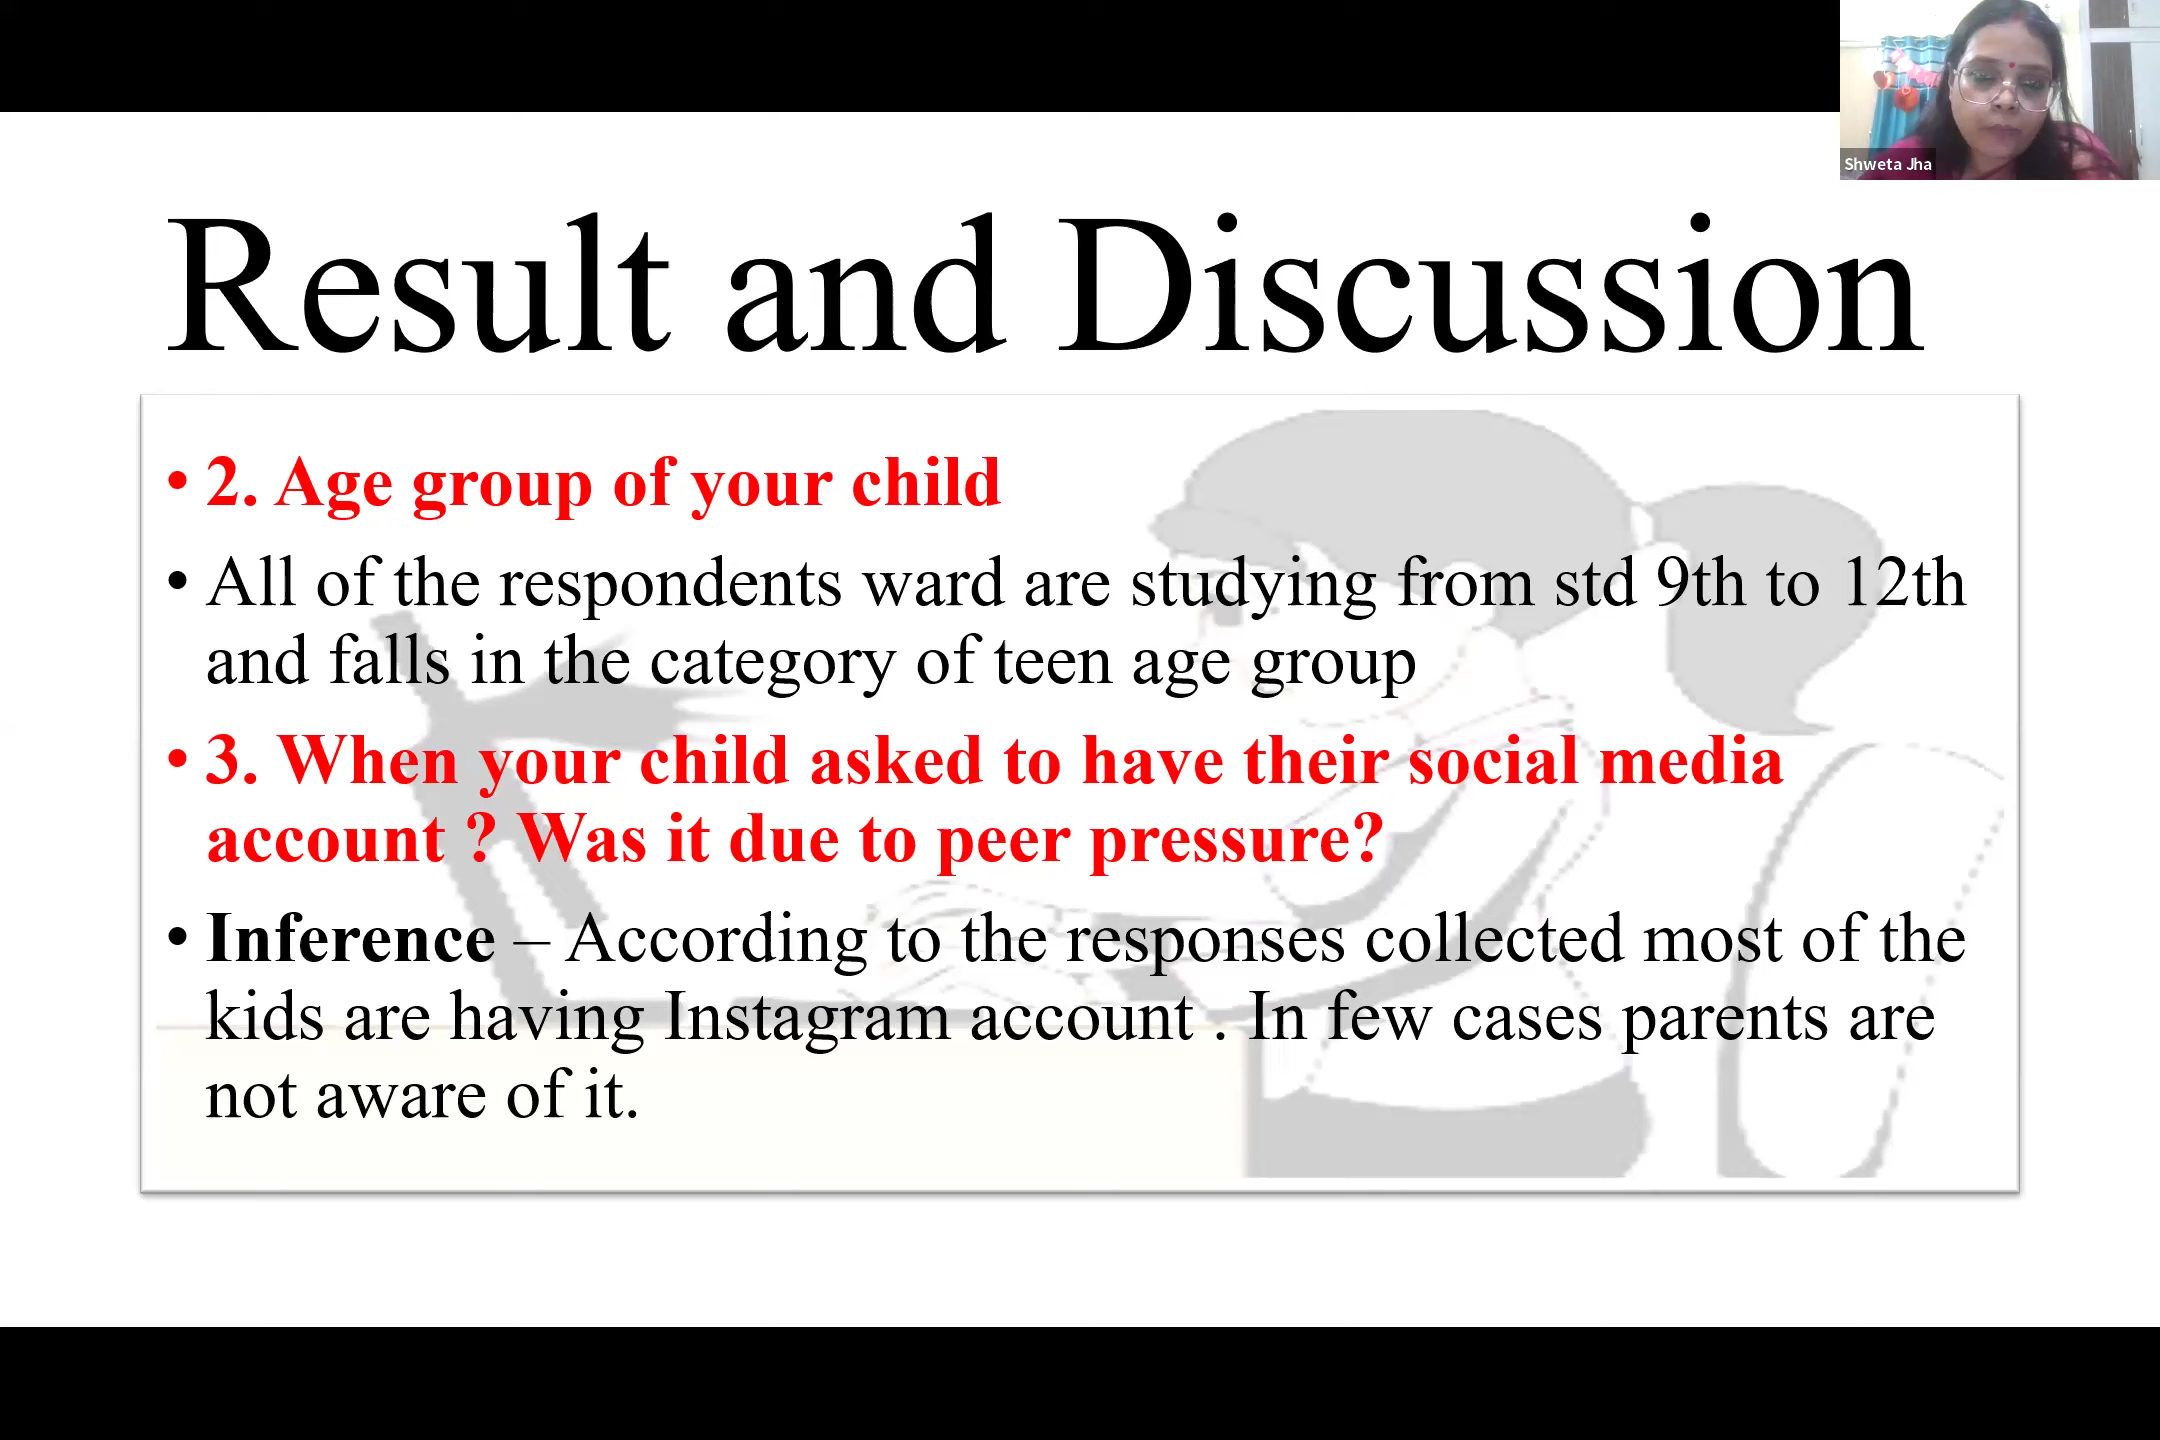 Shweta Jha
Result and Discussion
• 2. Age group of your child
• All of the respondents ward are studying from std 9th to 12th
and falls in the category of teen age group
• 3. When your child asked to have their social media
account ? Was it due to peer pressure?
• Inference – According to the responses collected most of the
kids are having Instagram account . In few cases parents are
not aware of it.